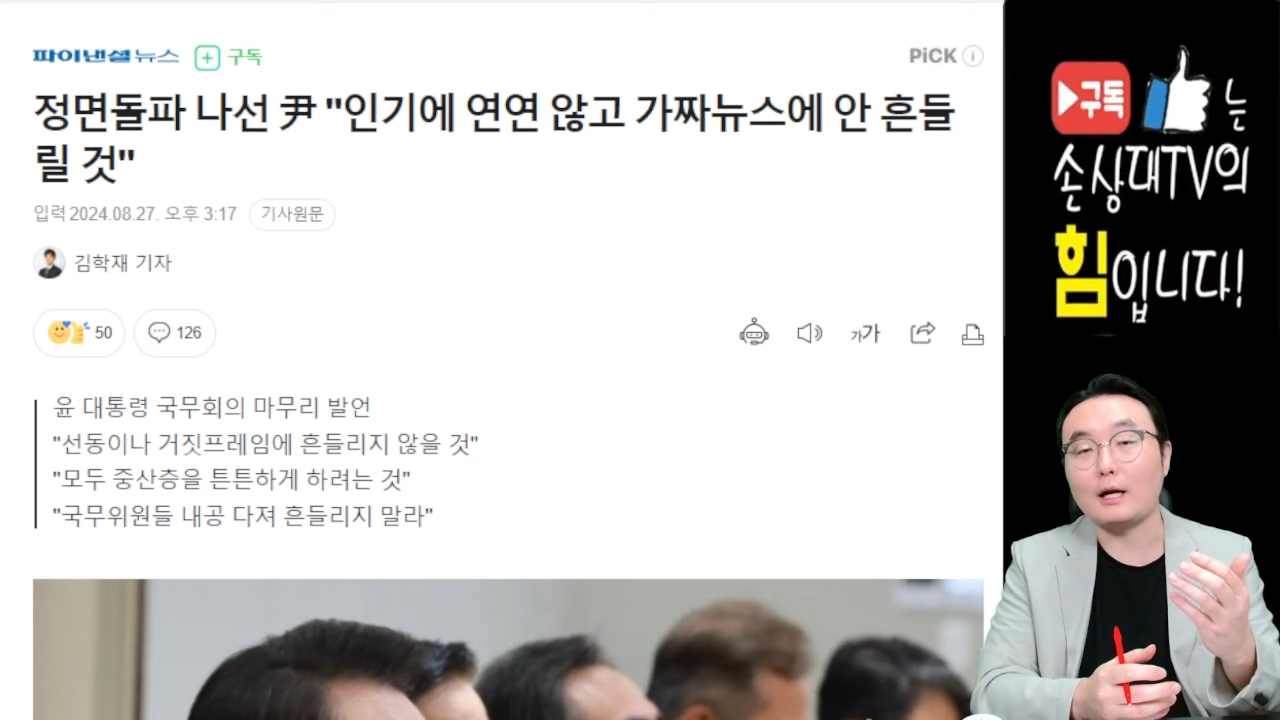 파이낸셜뉴스 구독
PiCK
정면돌파 나선 尹 "인기에 연연 않고 가짜뉴스에 안 흔들
릴 것"
입력 2024.08.27. 오후 3:17 기사원문
김학재 기자
50 126
가가
윤 대통령 국무회의 마무리 발언
"선동이나 거짓프레임에 흔들리지 않을 것"
"모두 중산층을 튼튼하게 하려는 것"
"국무위원들 내공 다져 흔들리지 말라"
구독 는
손상대TV의
힘입니다!